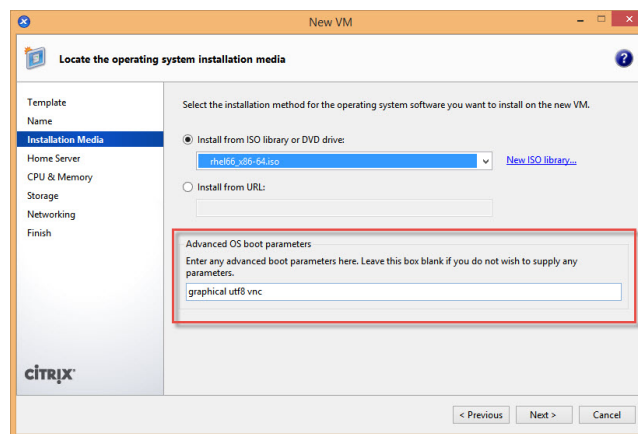 New VM
Locate the operating system installation media
?
Template
Name
Installation Media
Home Server
CPU & Memory
Storage
Networking
Finish
Select the installation method for the operating system software you want to install on the new VM.
Install from ISO library or DVD drive:
rhel66_x86-64.iso
New ISO library...
Install from URL:
Advanced OS boot parameters
Enter any advanced boot parameters here. Leave this box blank if you do not wish to supply any
parameters.
graphical utf8 vnc
CİTRIX
< Previous
Next >
Cancel